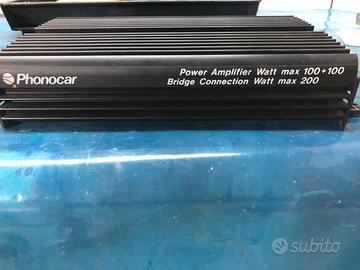 Phonocar
Power Amplifier Watt max 100+100
Bridge Connection Watt max 200
subito